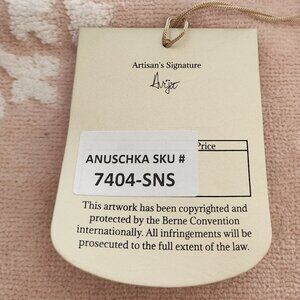 Artisan's Signature
Price
ANUSCHKA SKU #
7404-SNS
This artwork has been copyrighted and
protected by the Berne Convention
internationally. All infringements will be
prosecuted to the full extent of the law.